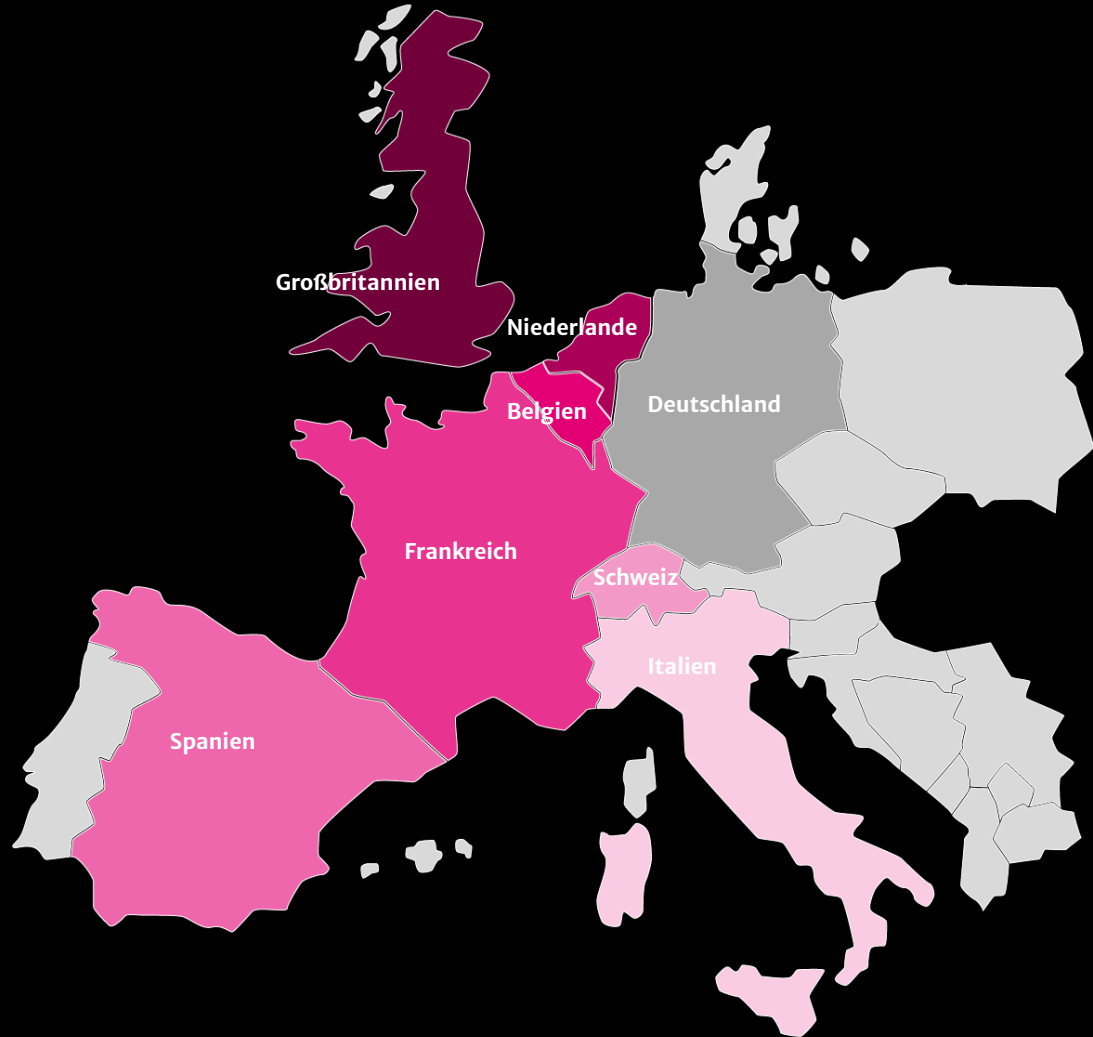 Großbritannien
Niederlande
Deutschland
Belgien
Frankreich
Schweiz
Italien
Spanien